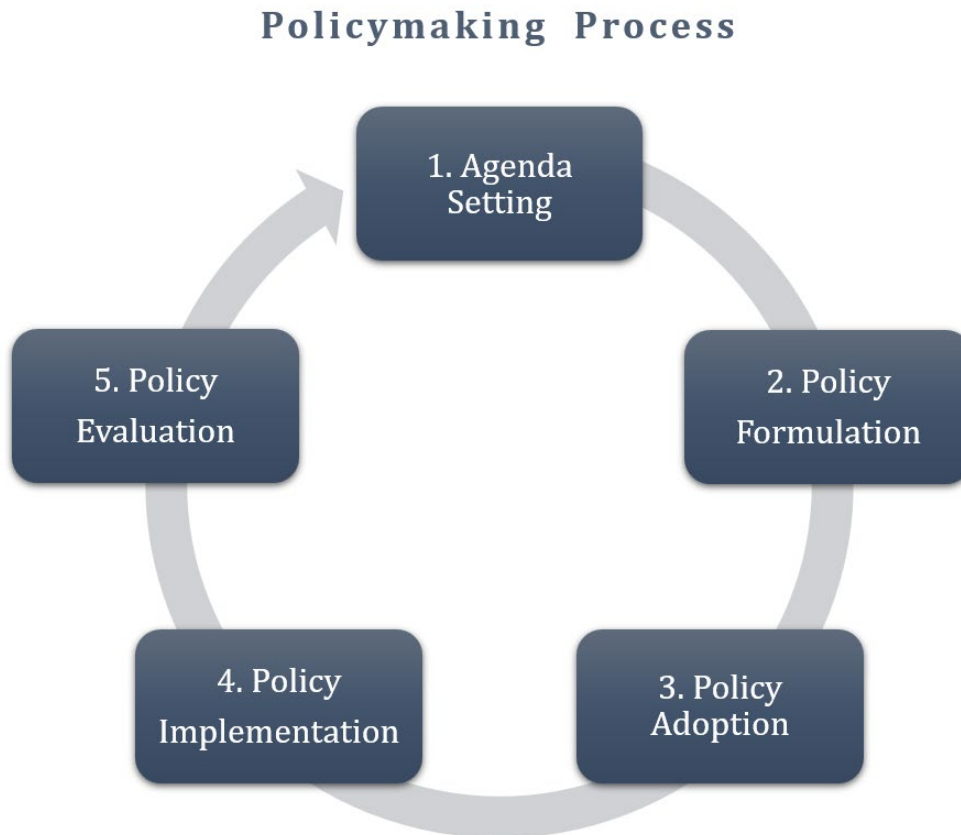 Policymaking Process
1. Agenda
Setting
2. Policy
Formulation
3. Policy
Adoption
4. Policy
Implementation
5. Policy
Evaluation